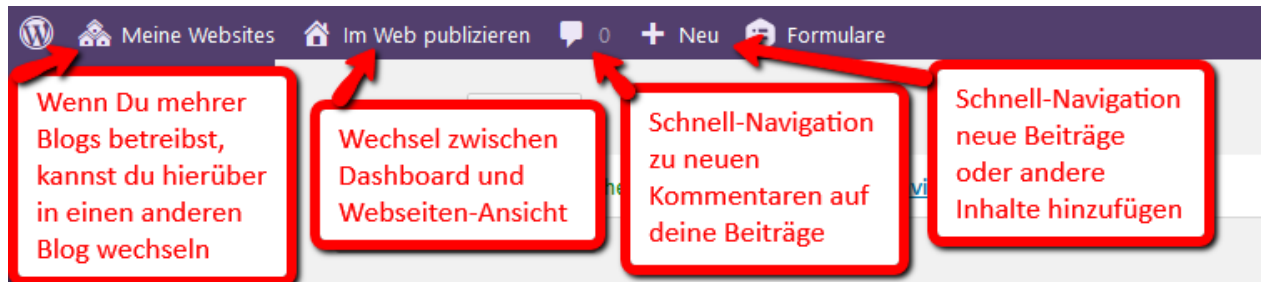 Meine Websites Im Web publizieren 0 Neu Formulare
Wenn Du mehrer
Blogs betreibst,
kannst du hierüber
in einen anderen
Blog wechseln
Wechsel zwischen
Dashboard und
Webseiten-Ansicht
Schnell-Navigation
zu neuen
Kommentaren auf
deine Beiträge
Schnell-Navigation
neue Beiträge
oder andere
Inhalte hinzufügen